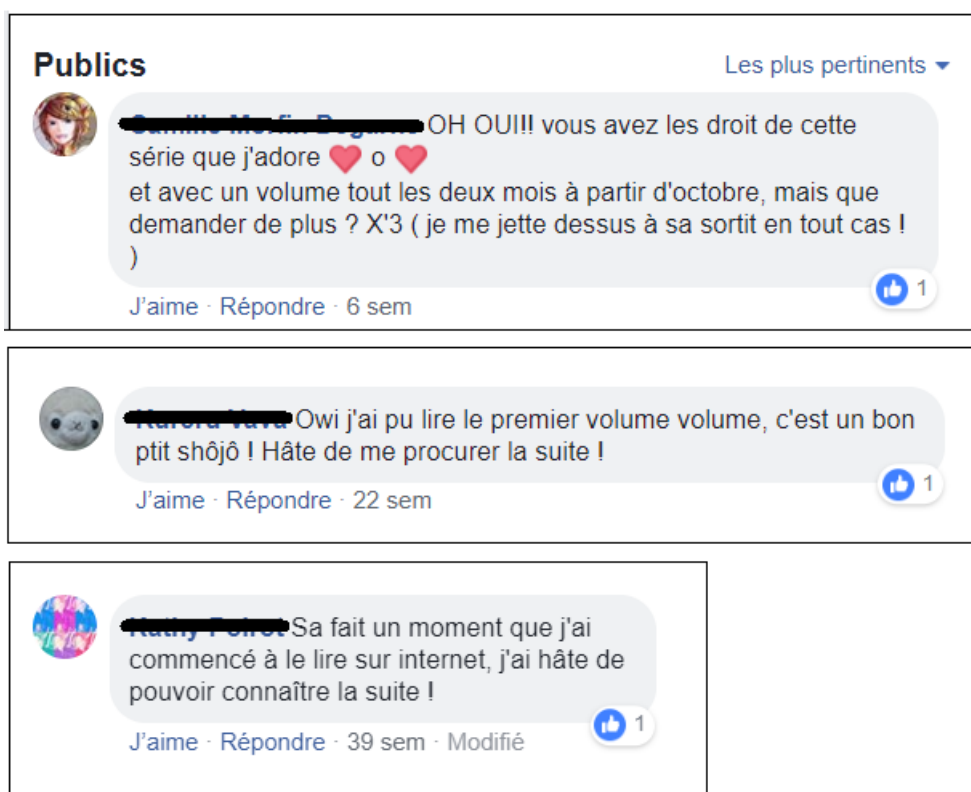 Publics
Les plus pertinents
OH OUI!! vous avez les droit de cette
série que j'adore ❤ o ❤
et avec un volume tout les deux mois à partir d'octobre, mais que
demander de plus ? X'3 ( je me jette dessus à sa sortit en tout cas !
)
1
J'aime · Répondre · 6 sem
Owi j'ai pu lire le premier volume volume, c'est un bon
ptit shôjô ! Hâte de me procurer la suite !
1
J'aime · Répondre · 22 sem
Sa fait un moment que j'ai
commencé à le lire sur internet, j'ai hâte de
pouvoir connaître la suite !
1
J'aime · Répondre · 39 sem · Modifié